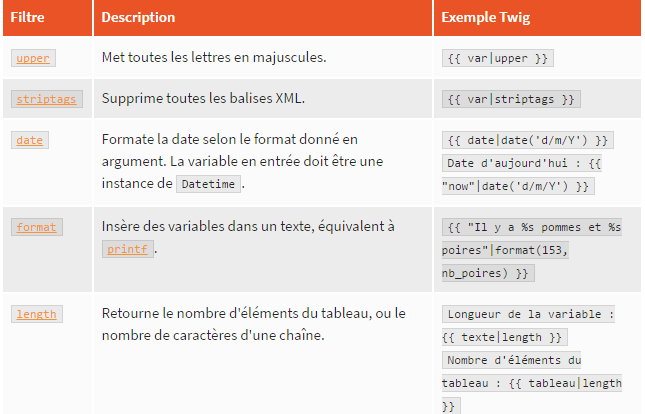 Filtre Description Exemple Twig
upper Met toutes les lettres en majuscules. {{ var|upper }}
striptags Supprime toutes les balises XML. {{ var|striptags }}
date Formate la date selon le format donné en {{ date|date('d/m/Y') }}
argument. La variable en entrée doit être une Date d'aujourd'hui : {{
instance de Datetime. "now"|date('d/m/Y') }}
format Insère des variables dans un texte, équivalent à {{ "Il y a %s pommes et %s
printf. poires"|format(153,
nb_poires) }}
length Retourne le nombre d'éléments du tableau, ou le Longueur de la variable :
nombre de caractères d'une chaîne. {{ texte|length }}
Nombre d'éléments du
tableau : {{ tableau|length
}}